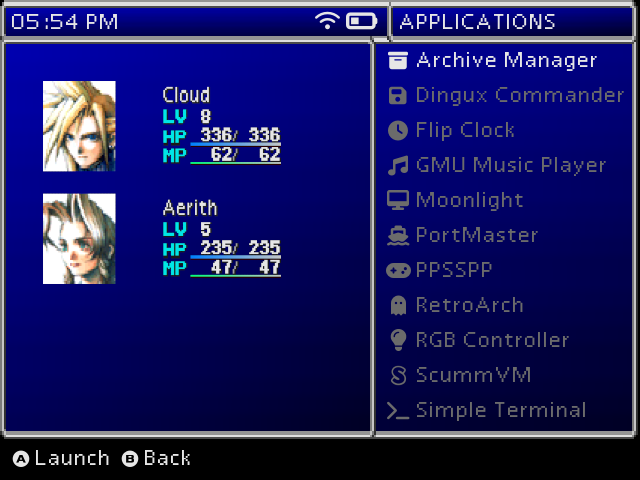 05:54 PM
APPLICATIONS
Cloud
LV 8
HP 336/ 336
MP 62/ 62
Aerith
LV 5
HP 235/ 235
MP 47/ 47
Archive Manager
Dingux Commander
Flip Clock
GMU Music Player
Moonlight
PortMaster
PPSSPP
RetroArch
RGB Controller
ScummVM
Simple Terminal
A Launch B Back